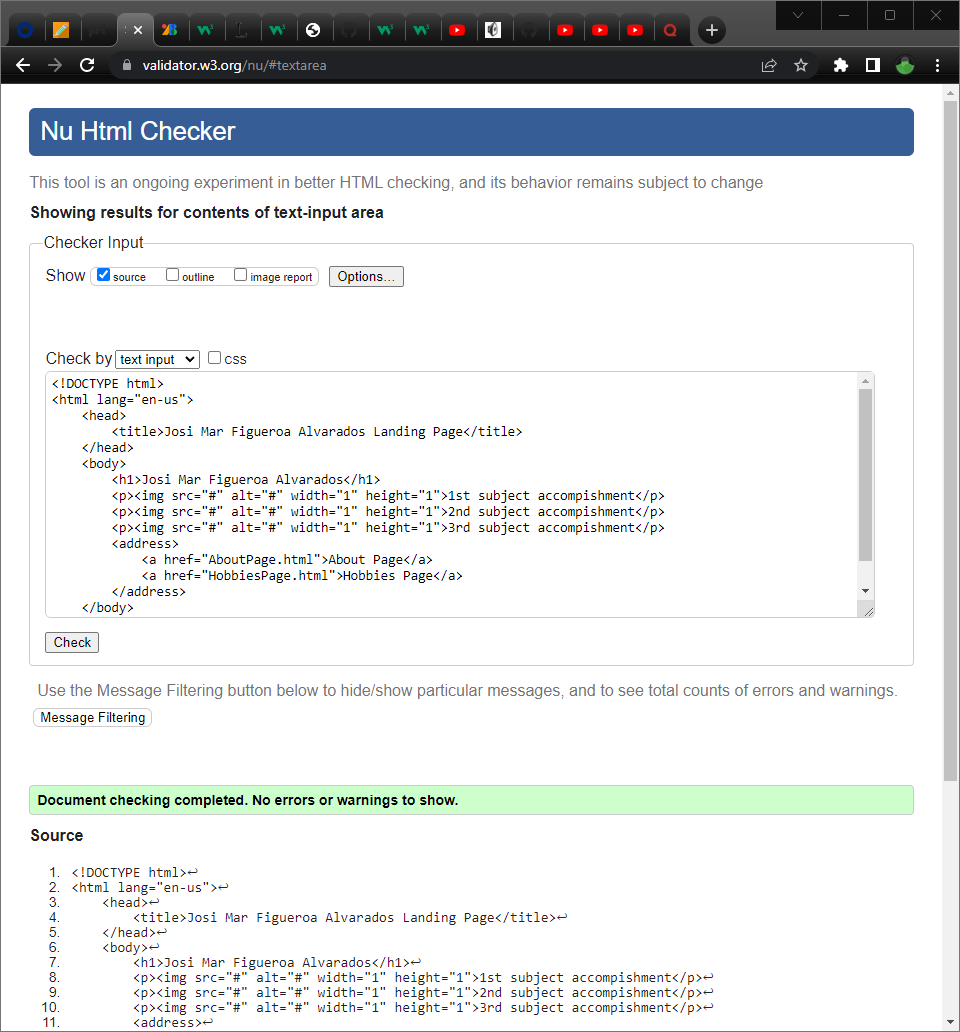 validator.w3.org/nu/#textarea
Nu Html Checker
This tool is an ongoing experiment in better HTML checking, and its behavior remains subject to change
Showing results for contents of text-input area
Checker Input
Show source outline image report Options...
Check by text input css
<!DOCTYPE html>
<html lang="en-us">
    <head>
        <title>Josi Mar Figueroa Alvarados Landing Page</title>
    </head>
    <body>
        <h1>Josi Mar Figueroa Alvarados</h1>
        <p><img src="#" alt="#" width="1" height="1">1st subject accompishment</p>
        <p><img src="#" alt="#" width="1" height="1">2nd subject accompishment</p>
        <p><img src="#" alt="#" width="1" height="1">3rd subject accompishment</p>
        <address>
            <a href="AboutPage.html">About Page</a>
            <a href="HobbiesPage.html">Hobbies Page</a>
        </address>
    </body>
Check
Use the Message Filtering button below to hide/show particular messages, and to see total counts of errors and warnings.
Message Filtering
Document checking completed. No errors or warnings to show.
Source
1. <!DOCTYPE html>↩
2. <html lang="en-us">↩
3.     <head>↩
4.         <title>Josi Mar Figueroa Alvarados Landing Page</title>↩
5.     </head>↩
6.     <body>↩
7.         <h1>Josi Mar Figueroa Alvarados</h1>↩
8.         <p><img src="#" alt="#" width="1" height="1">1st subject accompishment</p>↩
9.         <p><img src="#" alt="#" width="1" height="1">2nd subject accompishment</p>↩
10.         <p><img src="#" alt="#" width="1" height="1">3rd subject accompishment</p>↩
11.         <address>↩